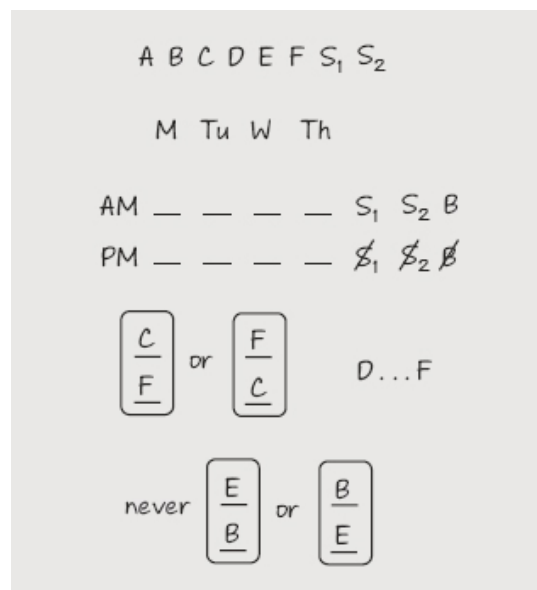 A B C D E F S₁ S₂
M Tu W Th
AM _ _ _ _ S₁ S₂ B
PM _ _ _ _ S̸₁ S̸₂ B̸
C F
or D...F
F C
E B
never or
B E